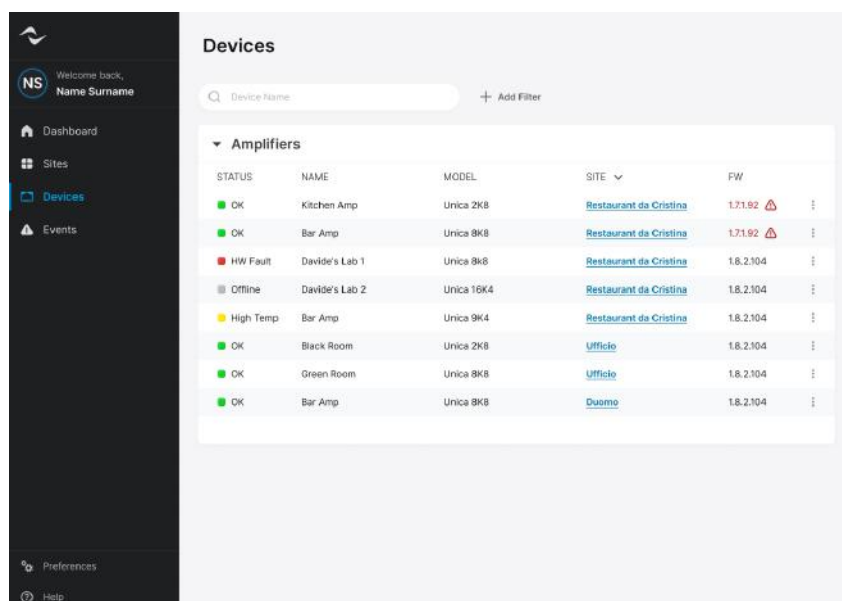 Devices
NS
Welcome back,
Name Surname
Device Name
Add Filter
Dashboard
Sites
Devices
Events
Amplifiers
STATUS NAME MODEL SITE FW
OK Kitchen Amp Unica 2K8 Restaurant da Cristina 1.7.1.92
OK Bar Amp Unica 8K8 Restaurant da Cristina 1.7.1.92
HW Fault Davide's Lab 1 Unica 8k8 Restaurant da Cristina 1.8.2.104
Offline Davide's Lab 2 Unica 16K4 Restaurant da Cristina 1.8.2.104
High Temp Bar Amp Unica 9K4 Restaurant da Cristina 1.8.2.104
OK Black Room Unica 2K8 Ufficio 1.8.2.104
OK Green Room Unica 8K8 Ufficio 1.8.2.104
OK Bar Amp Unica 8K8 Duomo 1.8.2.104
Preferences
Help